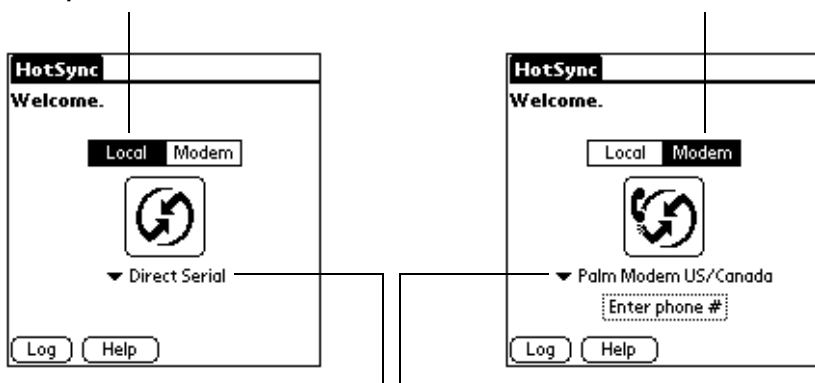 HotSync
Welcome.
Local Modem
Direct Serial
Log Help
HotSync
Welcome.
Local Modem
Palm Modem US/Canada
Enter phone #
Log Help